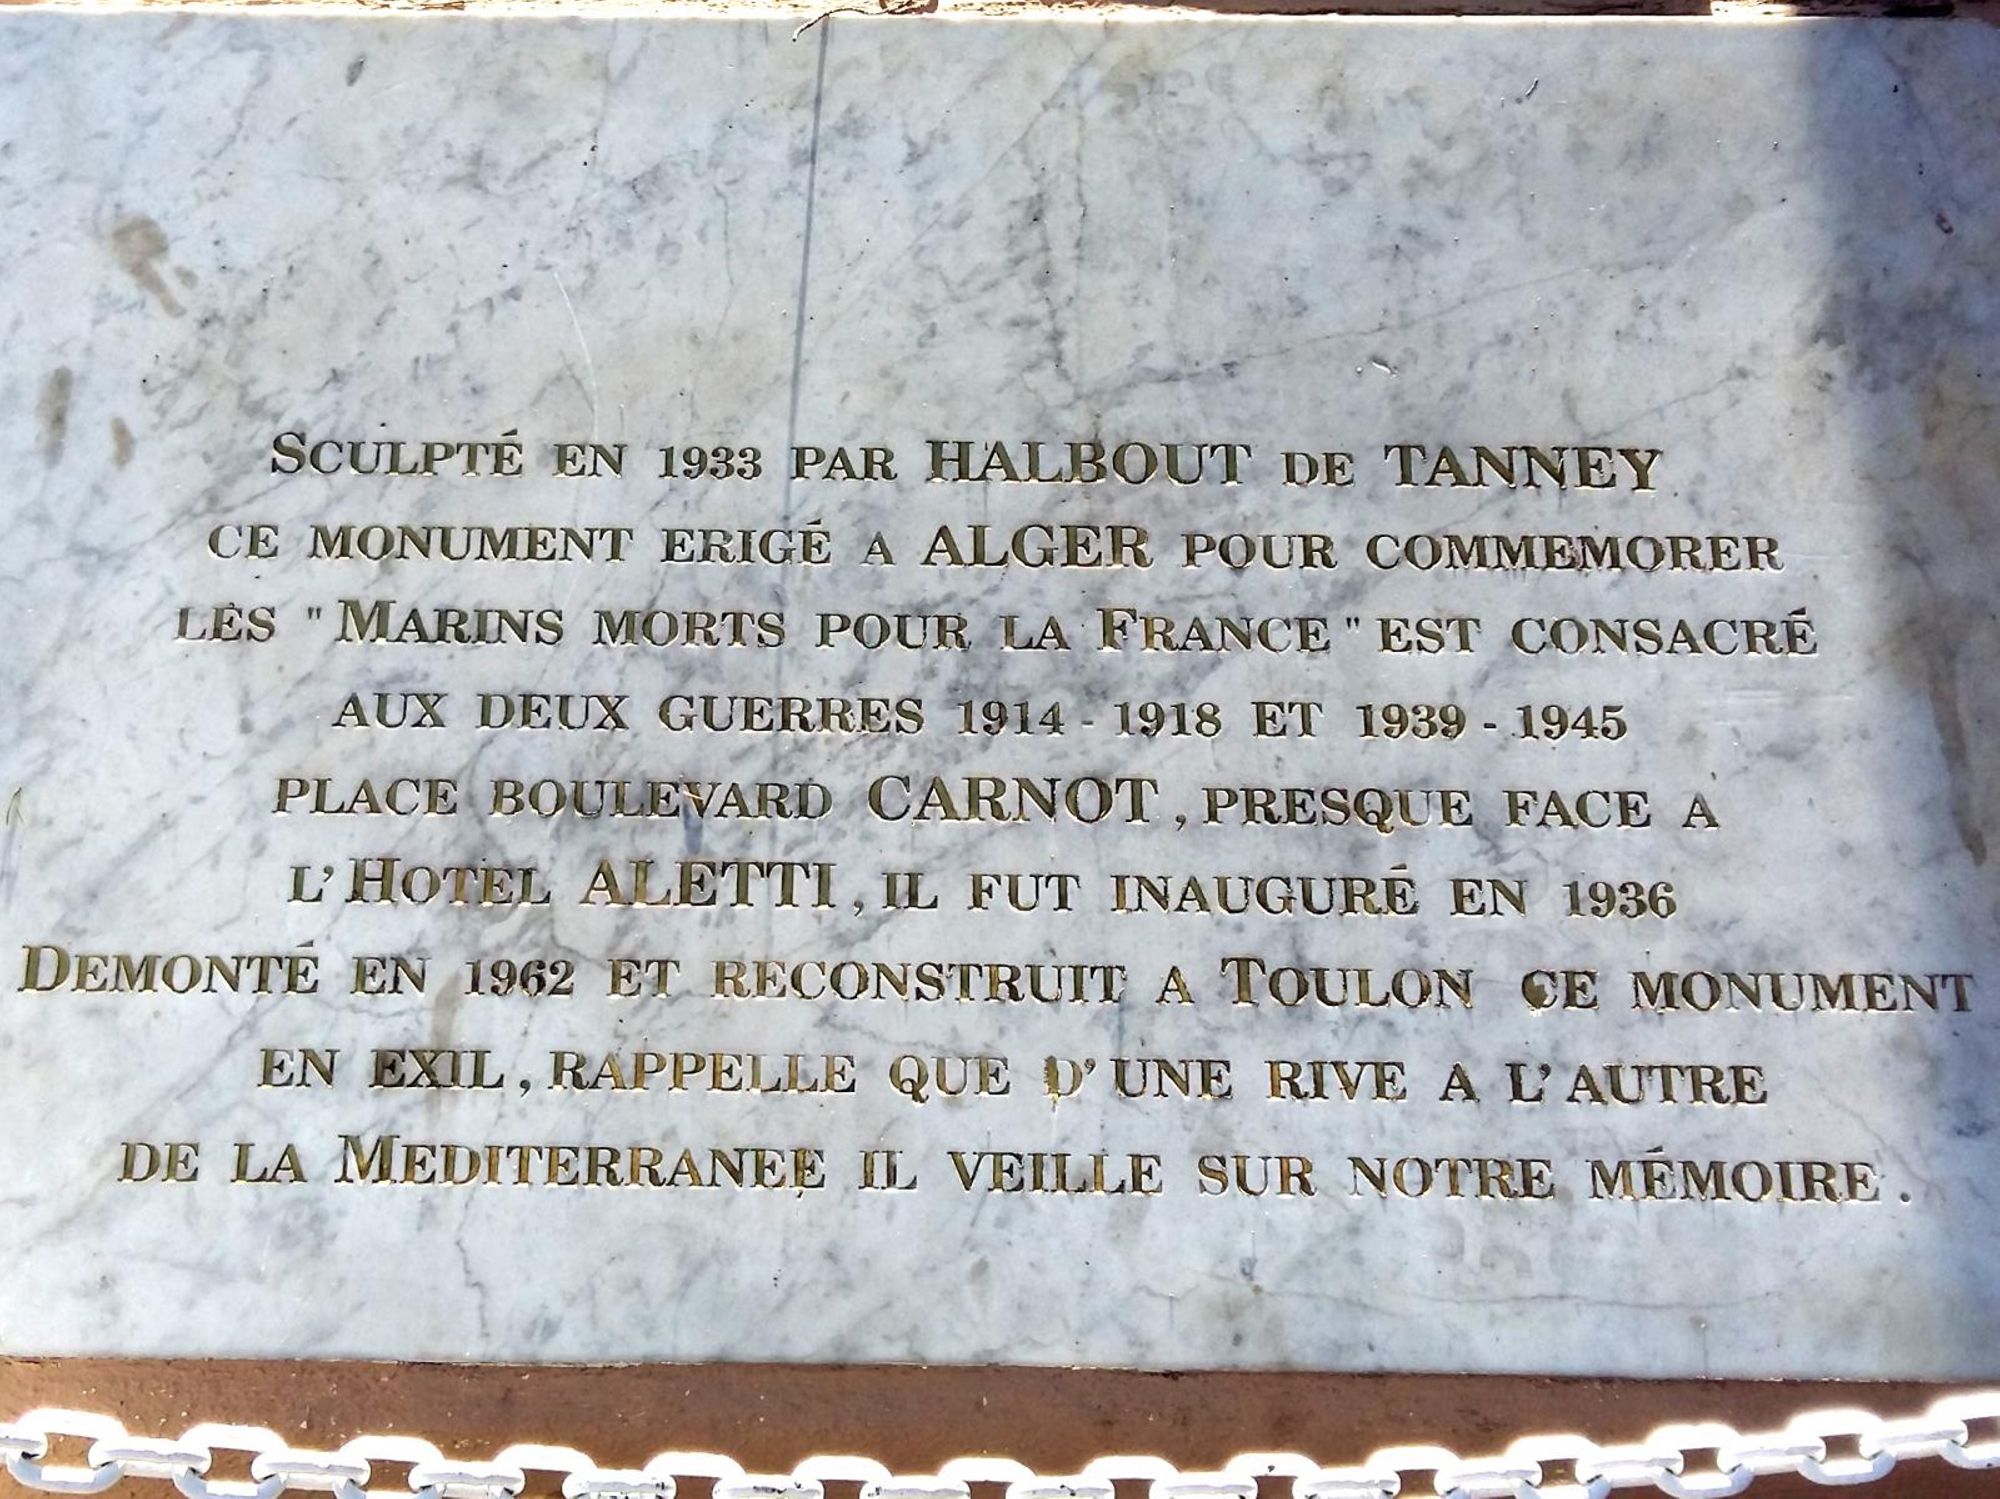 SCULPTÉ EN 1933 PAR HALBOUT DE TANNEY
CE MONUMENT ERIGÉ A ALGER POUR COMMEMORER
LES "MARINS MORTS POUR LA FRANCE" EST CONSACRÉ
AUX DEUX GUERRES 1914 - 1918 ET 1939 - 1945
PLACE BOULEVARD CARNOT, PRESQUE FACE A
L'HOTEL ALETTI, IL FUT INAUGURÉ EN 1936
DEMONTÉ EN 1962 ET RECONSTRUIT A TOULON CE MONUMENT
EN EXIL, RAPPELLE QUE D'UNE RIVE A L'AUTRE
DE LA MEDITERRANEE IL VEILLE SUR NOTRE MÉMOIRE.